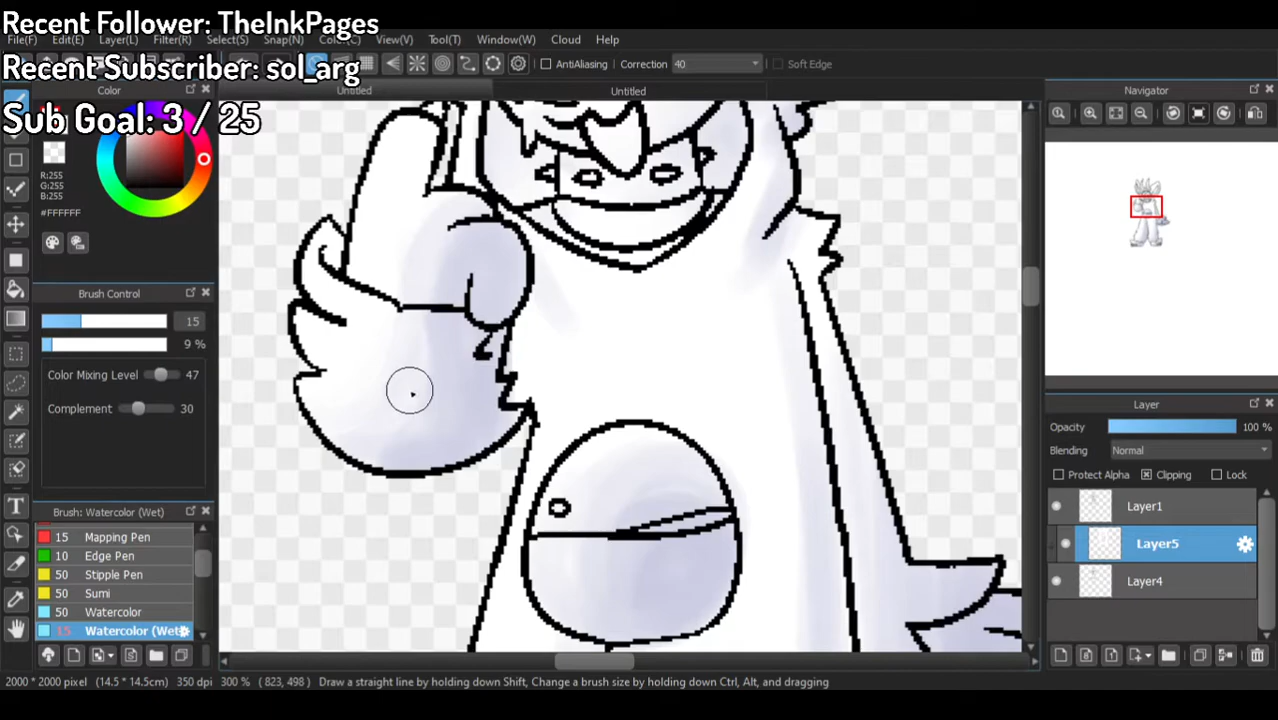 Recent Follower: TheInkPages
File(F) Edit(E) Layer(L) Filter(R) Select(S) Snap(N) Color(C) View(V) Tool(T) Window(W) Cloud Help
Recent Subscriber: sol_arg
AntiAliasing Correction 40 Soft Edge
Color Untitled Untitled Navigator
Sub Goal: 3 / 25
R:255
G:255
B:255
#FFFFFF
Brush Control
15
9 %
Color Mixing Level 47
Complement 30
Layer
Opacity 100 %
Blending Normal
Protect Alpha Clipping Lock
Layer1
Layer5
Layer4
Brush: Watercolor (Wet)
15 Mapping Pen
10 Edge Pen
50 Stipple Pen
50 Sumi
50 Watercolor
15 Watercolor (Wet
2000 * 2000 pixel (14.5 * 14.5cm) 350 dpi 300 % ( 823, 498 ) Draw a straight line by holding down Shift, Change a brush size by holding down Ctrl, Alt, and dragging